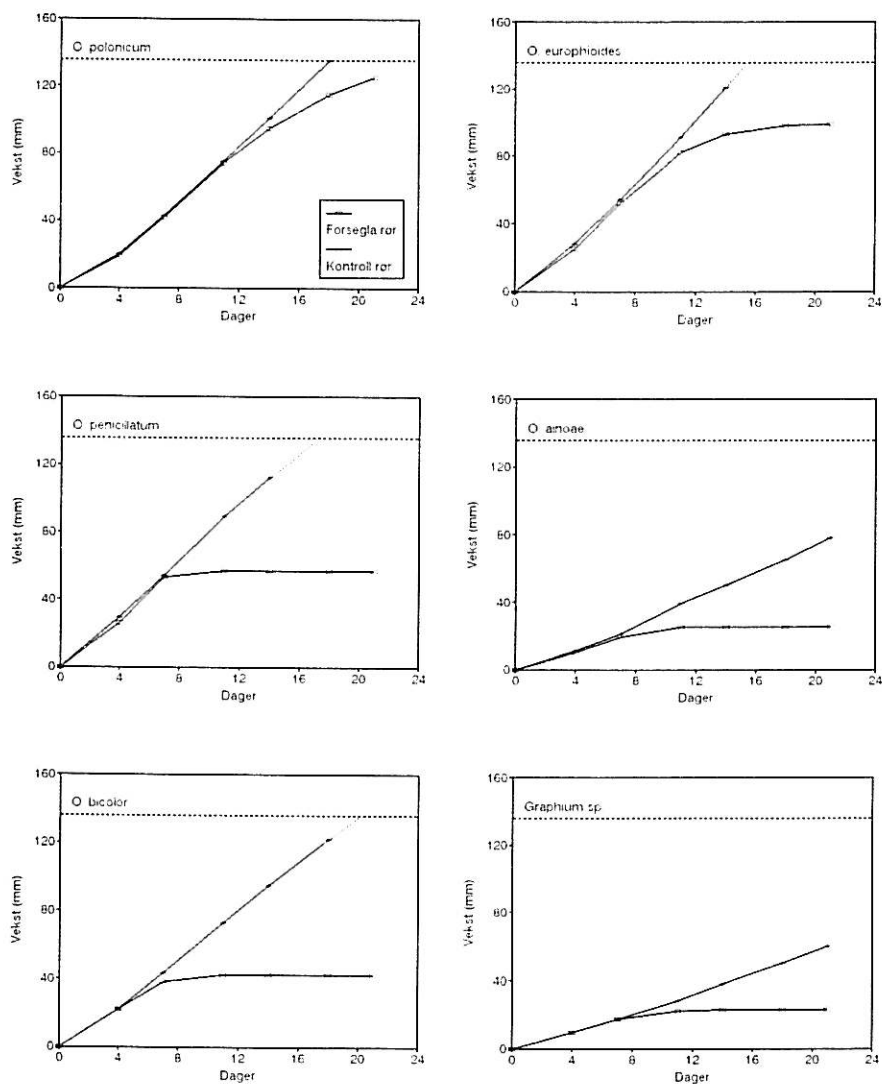 160
120
80
40
0
Vekst (mm)
O. polonicum
Forsegla rør
Kontroll rør
0 4 8 12 16 20 24
Dager
160
120
80
40
0
Vekst (mm)
O. europhioides
0 4 8 12 16 20 24
Dager
160
120
80
40
0
Vekst (mm)
O. penicillatum
0 4 8 12 16 20 24
Dager
160
120
80
40
0
Vekst (mm)
O. ainoae
0 4 8 12 16 20 24
Dager
160
120
80
40
0
Vekst (mm)
O. bicolor
0 4 8 12 16 20 24
Dager
160
120
80
40
0
Vekst (mm)
Graphium sp
0 4 8 12 16 20 24
Dager